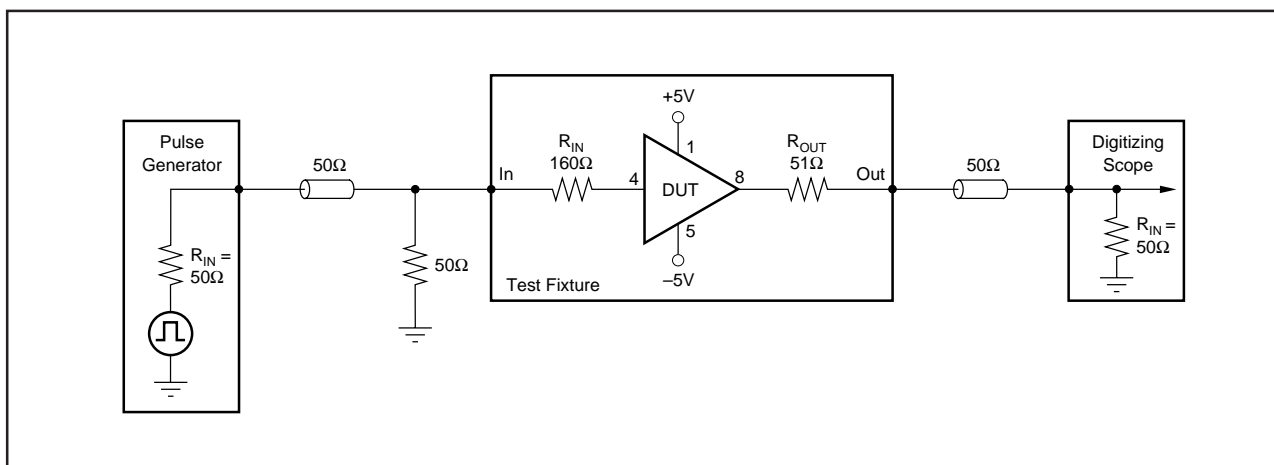 Pulse
Generator
R_IN =
50Ω
50Ω
50Ω
In
R_IN
160Ω
+5V
1
4
DUT
8
5
–5V
R_OUT
51Ω
Out
Test Fixture
50Ω
Digitizing
Scope
R_IN =
50Ω